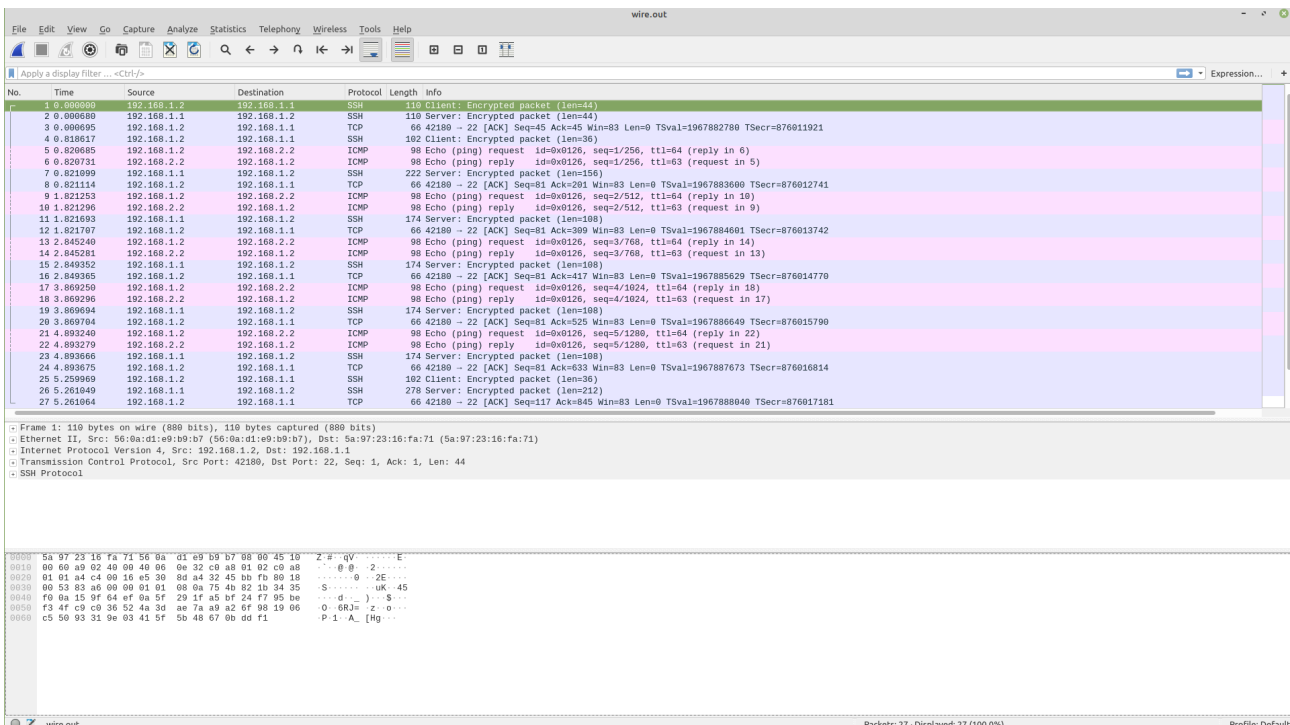 wire.out
File Edit View Go Capture Analyze Statistics Telephony Wireless Tools Help
Apply a display filter ... <Ctrl-/> Expression... +
No. Time Source Destination Protocol Length Info
1 0.000000 192.168.1.2 192.168.1.1 SSH 110 Client: Encrypted packet (len=44)
2 0.000680 192.168.1.1 192.168.1.2 SSH 110 Server: Encrypted packet (len=44)
3 0.000695 192.168.1.2 192.168.1.1 TCP 66 42180 → 22 [ACK] Seq=45 Ack=45 Win=83 Len=0 TSval=1967882780 TSecr=876011921
4 0.818617 192.168.1.2 192.168.1.1 SSH 102 Client: Encrypted packet (len=36)
5 0.820685 192.168.1.2 192.168.2.2 ICMP 98 Echo (ping) request id=0x0126, seq=1/256, ttl=64 (reply in 6)
6 0.820731 192.168.2.2 192.168.1.2 ICMP 98 Echo (ping) reply id=0x0126, seq=1/256, ttl=63 (request in 5)
7 0.821099 192.168.1.1 192.168.1.2 SSH 222 Server: Encrypted packet (len=156)
8 0.821114 192.168.1.2 192.168.1.1 TCP 66 42180 → 22 [ACK] Seq=81 Ack=201 Win=83 Len=0 TSval=1967883600 TSecr=876012741
9 1.821253 192.168.1.2 192.168.2.2 ICMP 98 Echo (ping) request id=0x0126, seq=2/512, ttl=64 (reply in 10)
10 1.821296 192.168.2.2 192.168.1.2 ICMP 98 Echo (ping) reply id=0x0126, seq=2/512, ttl=63 (request in 9)
11 1.821693 192.168.1.1 192.168.1.2 SSH 174 Server: Encrypted packet (len=108)
12 1.821707 192.168.1.2 192.168.1.1 TCP 66 42180 → 22 [ACK] Seq=81 Ack=309 Win=83 Len=0 TSval=1967884601 TSecr=876013742
13 2.845240 192.168.1.2 192.168.2.2 ICMP 98 Echo (ping) request id=0x0126, seq=3/768, ttl=64 (reply in 14)
14 2.845281 192.168.2.2 192.168.1.2 ICMP 98 Echo (ping) reply id=0x0126, seq=3/768, ttl=63 (request in 13)
15 2.849352 192.168.1.1 192.168.1.2 SSH 174 Server: Encrypted packet (len=108)
16 2.849365 192.168.1.2 192.168.1.1 TCP 66 42180 → 22 [ACK] Seq=81 Ack=417 Win=83 Len=0 TSval=1967885629 TSecr=876014770
17 3.869240 192.168.1.2 192.168.2.2 ICMP 98 Echo (ping) request id=0x0126, seq=4/1024, ttl=64 (reply in 18)
18 3.869296 192.168.2.2 192.168.1.2 ICMP 98 Echo (ping) reply id=0x0126, seq=4/1024, ttl=63 (request in 17)
19 3.869694 192.168.1.1 192.168.1.2 SSH 174 Server: Encrypted packet (len=108)
20 3.869704 192.168.1.2 192.168.1.1 TCP 66 42180 → 22 [ACK] Seq=81 Ack=525 Win=83 Len=0 TSval=1967886649 TSecr=876015790
21 4.893240 192.168.1.2 192.168.2.2 ICMP 98 Echo (ping) request id=0x0126, seq=5/1280, ttl=64 (reply in 22)
22 4.893279 192.168.2.2 192.168.1.2 ICMP 98 Echo (ping) reply id=0x0126, seq=5/1280, ttl=63 (request in 21)
23 4.893666 192.168.1.1 192.168.1.2 SSH 174 Server: Encrypted packet (len=108)
24 4.893675 192.168.1.2 192.168.1.1 TCP 66 42180 → 22 [ACK] Seq=81 Ack=633 Win=83 Len=0 TSval=1967887673 TSecr=876016814
25 5.259969 192.168.1.2 192.168.1.1 SSH 102 Client: Encrypted packet (len=36)
26 5.261049 192.168.1.1 192.168.1.2 SSH 278 Server: Encrypted packet (len=212)
27 5.261064 192.168.1.2 192.168.1.1 TCP 66 42180 → 22 [ACK] Seq=117 Ack=845 Win=83 Len=0 TSval=1967888040 TSecr=876017181
Frame 1: 110 bytes on wire (880 bits), 110 bytes captured (880 bits)
Ethernet II, Src: 56:0a:d1:e9:b9:b7 (56:0a:d1:e9:b9:b7), Dst: 5a:97:23:16:fa:71 (5a:97:23:16:fa:71)
Internet Protocol Version 4, Src: 192.168.1.2, Dst: 192.168.1.1
Transmission Control Protocol, Src Port: 42180, Dst Port: 22, Seq: 1, Ack: 1, Len: 44
SSH Protocol
0000 5a 97 23 16 fa 71 56 0a d1 e9 b9 b7 08 00 45 10 Z·#··qV·······E·
0010 00 60 a9 02 40 00 40 06 0e 32 c0 a8 01 02 c0 a8 ·`··@·@··2······
0020 01 01 a4 c4 00 16 e5 30 8d a4 32 45 bb fb 80 18 ·······0··2E····
0030 00 53 83 a6 00 00 01 01 08 0a 75 4b 82 1b 34 35 ·S········uK··45
0040 f0 0a 15 9f 64 ef 0a 5f 29 1f a5 bf 24 f7 95 be ····d··_)···$···
0050 f3 4f c9 c0 36 52 4a 3d ae 7a a9 a2 6f 98 19 06 ·O··6RJ=·z··o···
0060 c5 50 93 31 9e 03 41 5f 5b 48 67 0b dd f1 ·P·1··A_[Hg···
wire.out Packets: 27 · Displayed: 27 (100.0%) Profile: Default